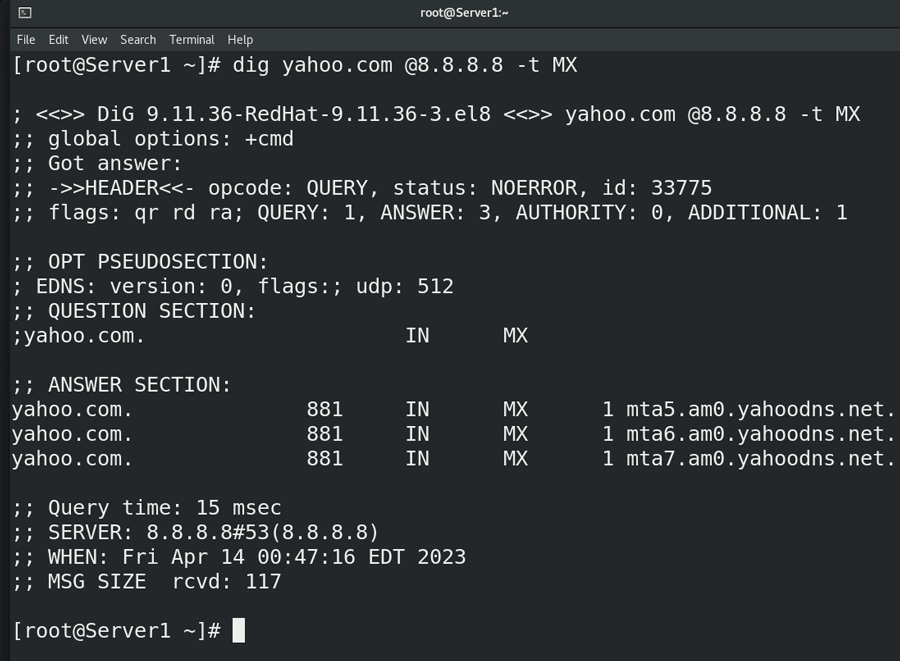 root@Server1:~
File Edit View Search Terminal Help
[root@Server1 ~]# dig yahoo.com @8.8.8.8 -t MX
; <<>> DiG 9.11.36-RedHat-9.11.36-3.el8 <<>> yahoo.com @8.8.8.8 -t MX
;; global options: +cmd
;; Got answer:
;; ->>HEADER<<- opcode: QUERY, status: NOERROR, id: 33775
;; flags: qr rd ra; QUERY: 1, ANSWER: 3, AUTHORITY: 0, ADDITIONAL: 1
;; OPT PSEUDOSECTION:
; EDNS: version: 0, flags:; udp: 512
;; QUESTION SECTION:
;yahoo.com. IN MX
;; ANSWER SECTION:
yahoo.com. 881 IN MX 1 mta5.am0.yahoodns.net.
yahoo.com. 881 IN MX 1 mta6.am0.yahoodns.net.
yahoo.com. 881 IN MX 1 mta7.am0.yahoodns.net.
;; Query time: 15 msec
;; SERVER: 8.8.8.8#53(8.8.8.8)
;; WHEN: Fri Apr 14 00:47:16 EDT 2023
;; MSG SIZE  rcvd: 117
[root@Server1 ~]#